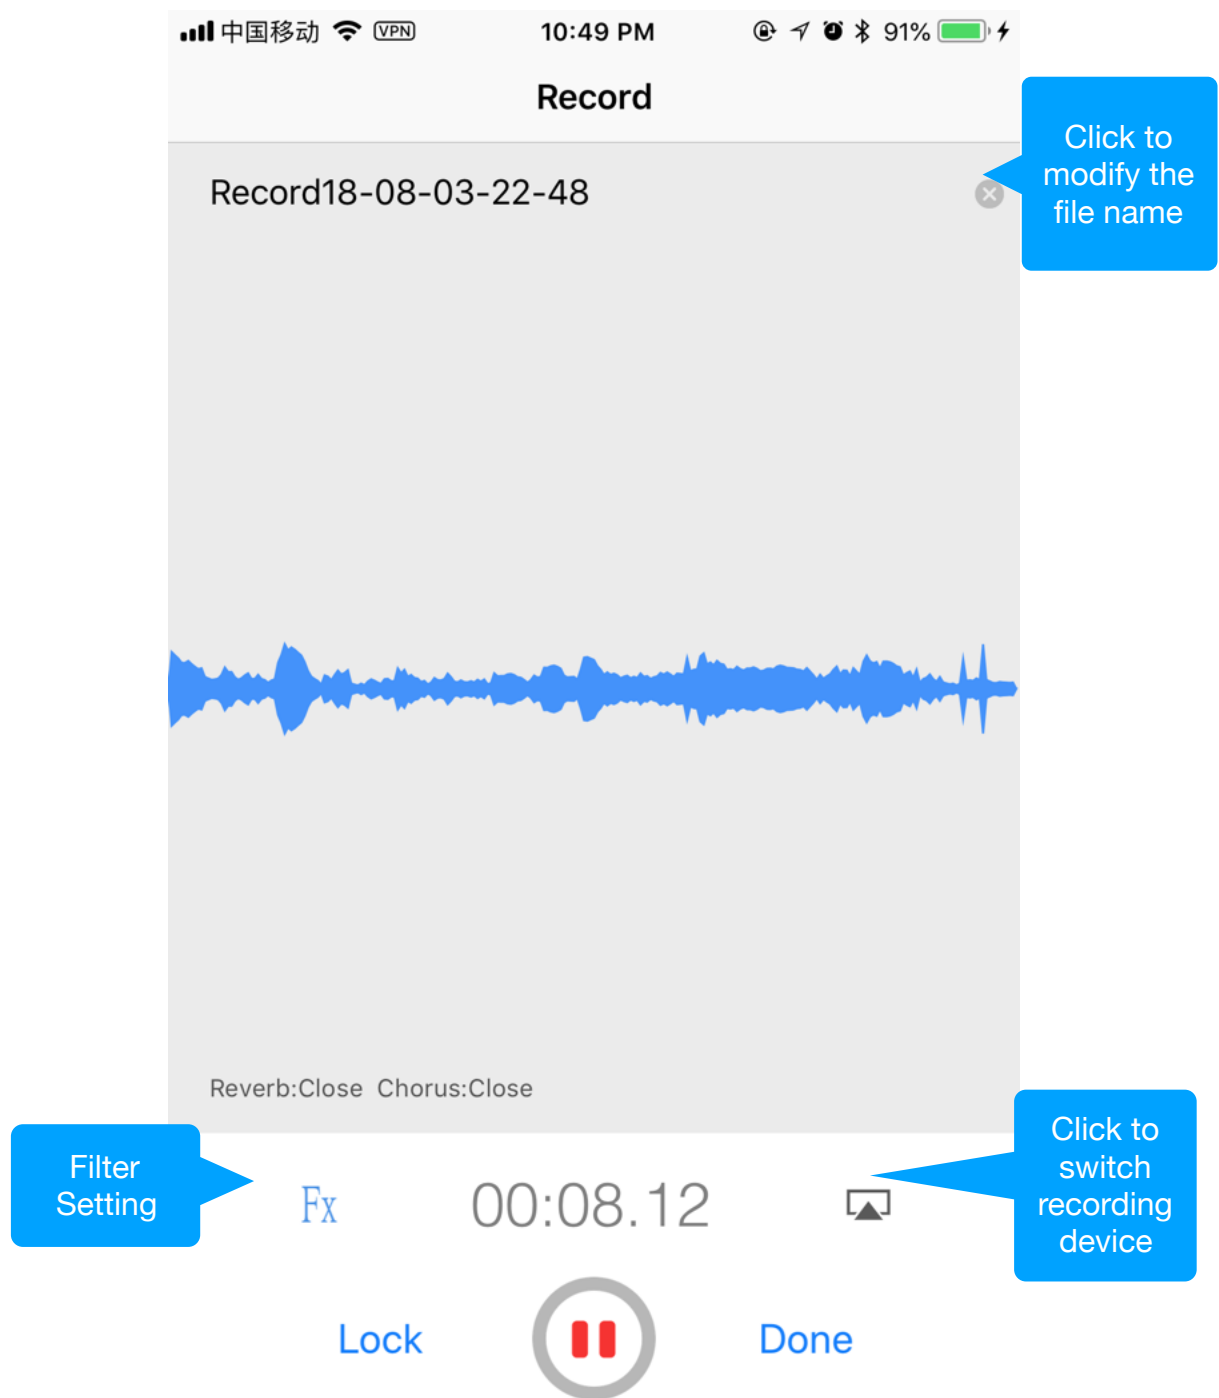 中国移动 VPN 10:49 PM 91%
Record
Click to
modify the
file name
Record18-08-03-22-48
Reverb:Close Chorus:Close
Filter
Setting
Click to
switch
recording
device
Fx 00:08.12
Lock Done